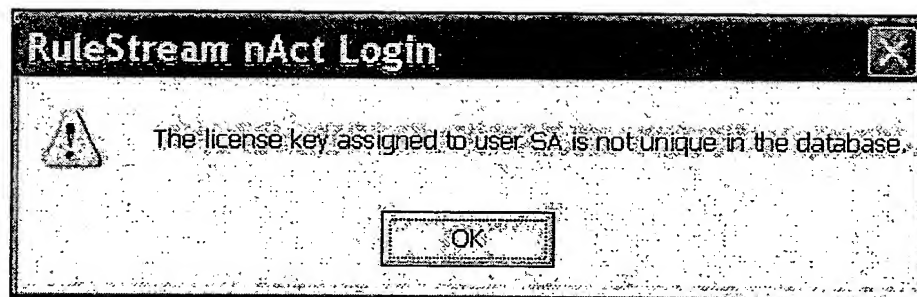 RuleStream nAct Login
The license key assigned to user SA is not unique in the database.
OK